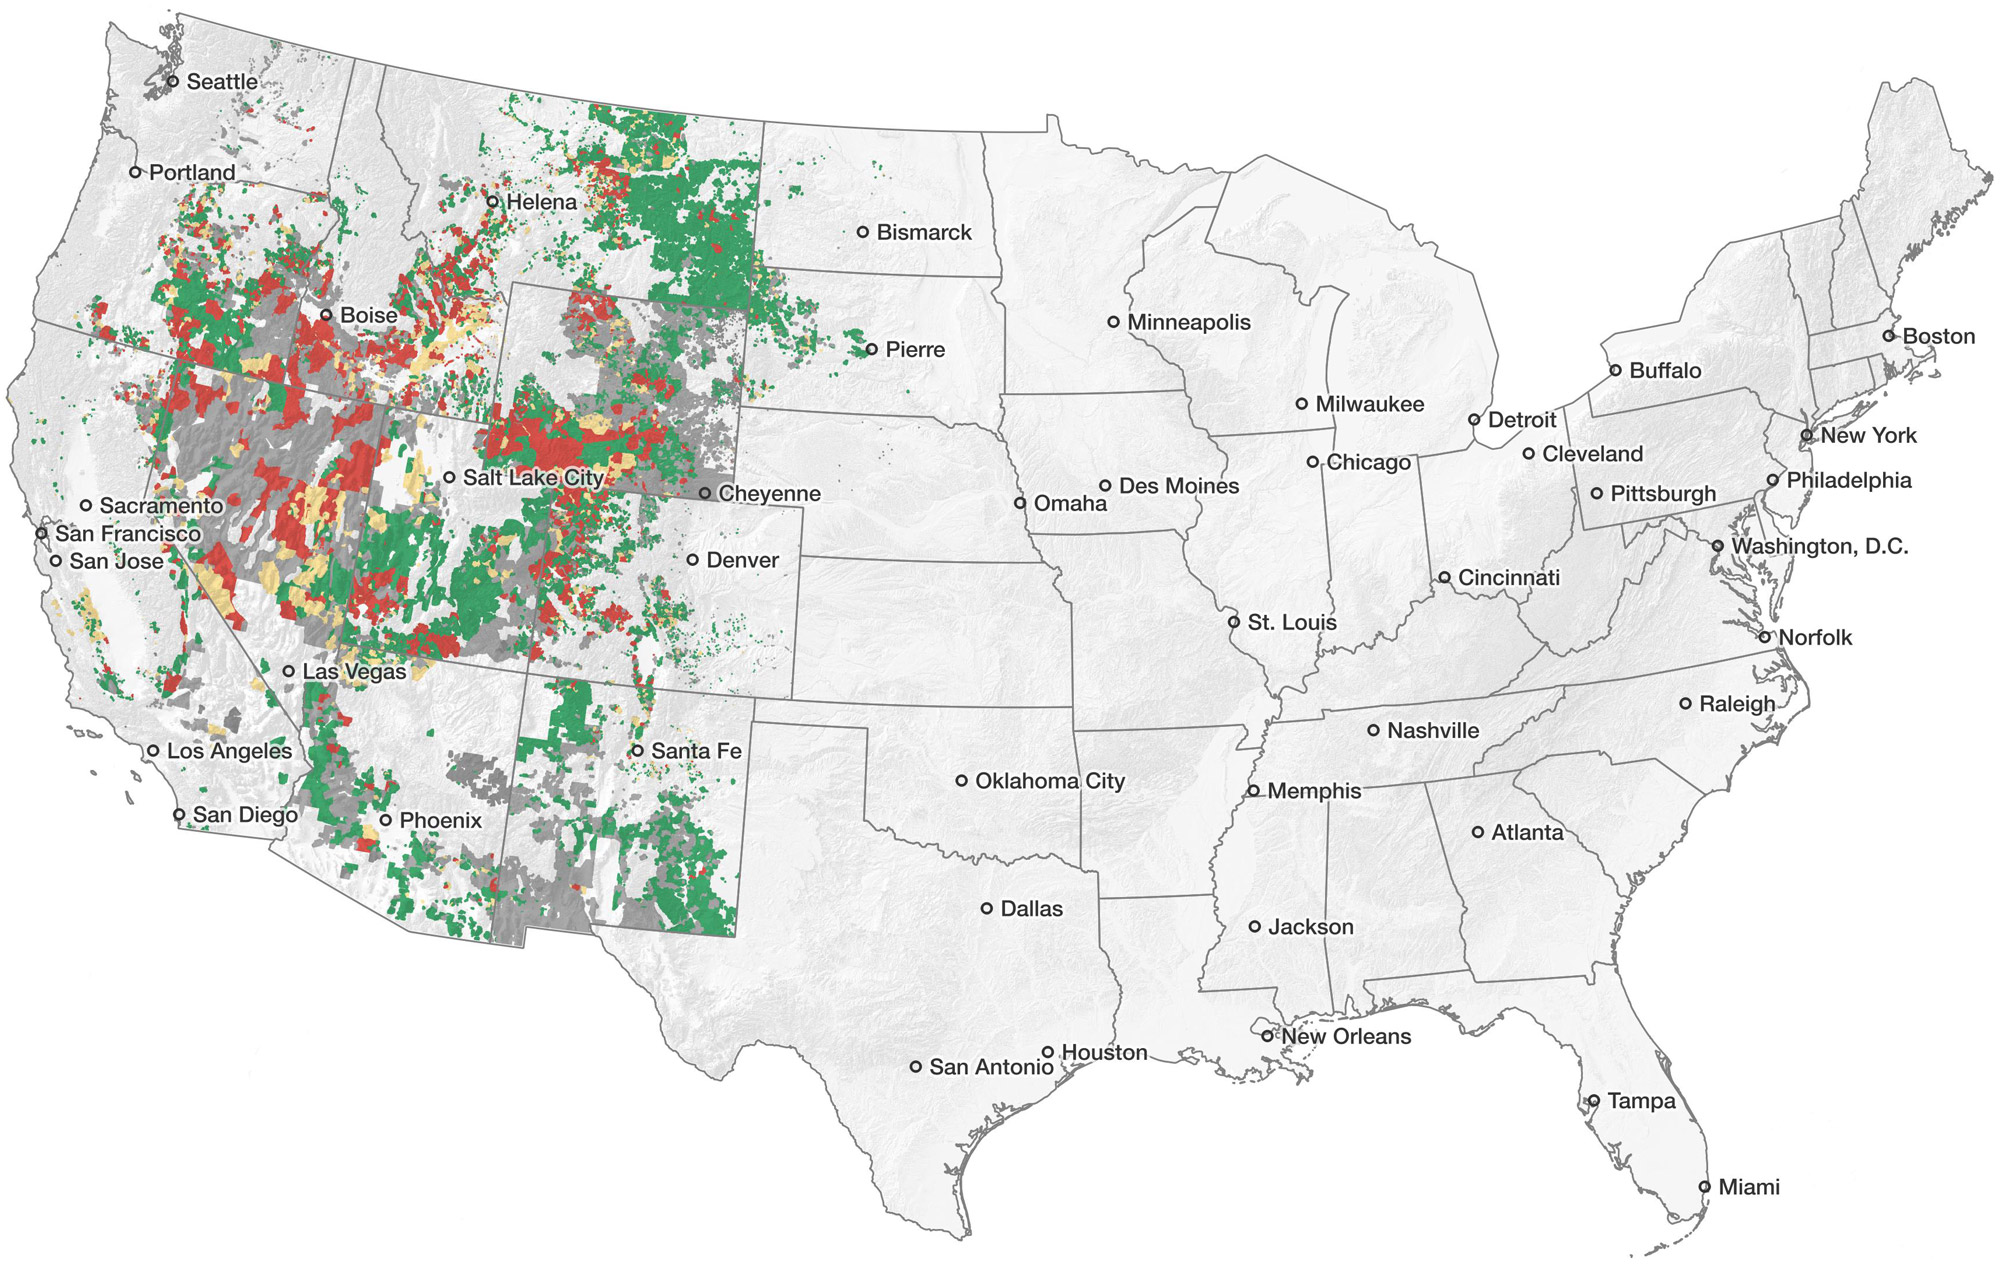 Seattle
Portland
Helena
Bismarck
Boise
Minneapolis
Boston
Pierre
Buffalo
Milwaukee
Detroit
New York
Cleveland
Chicago
Salt Lake City
Philadelphia
Des Moines
Cheyenne
Pittsburgh
Omaha
Sacramento
San Francisco
Washington, D.C.
San Jose
Denver
Cincinnati
St. Louis
Norfolk
Las Vegas
Raleigh
Nashville
Los Angeles
Santa Fe
Oklahoma City
Memphis
San Diego
Phoenix
Atlanta
Dallas
Jackson
New Orleans
Houston
San Antonio
Tampa
Miami